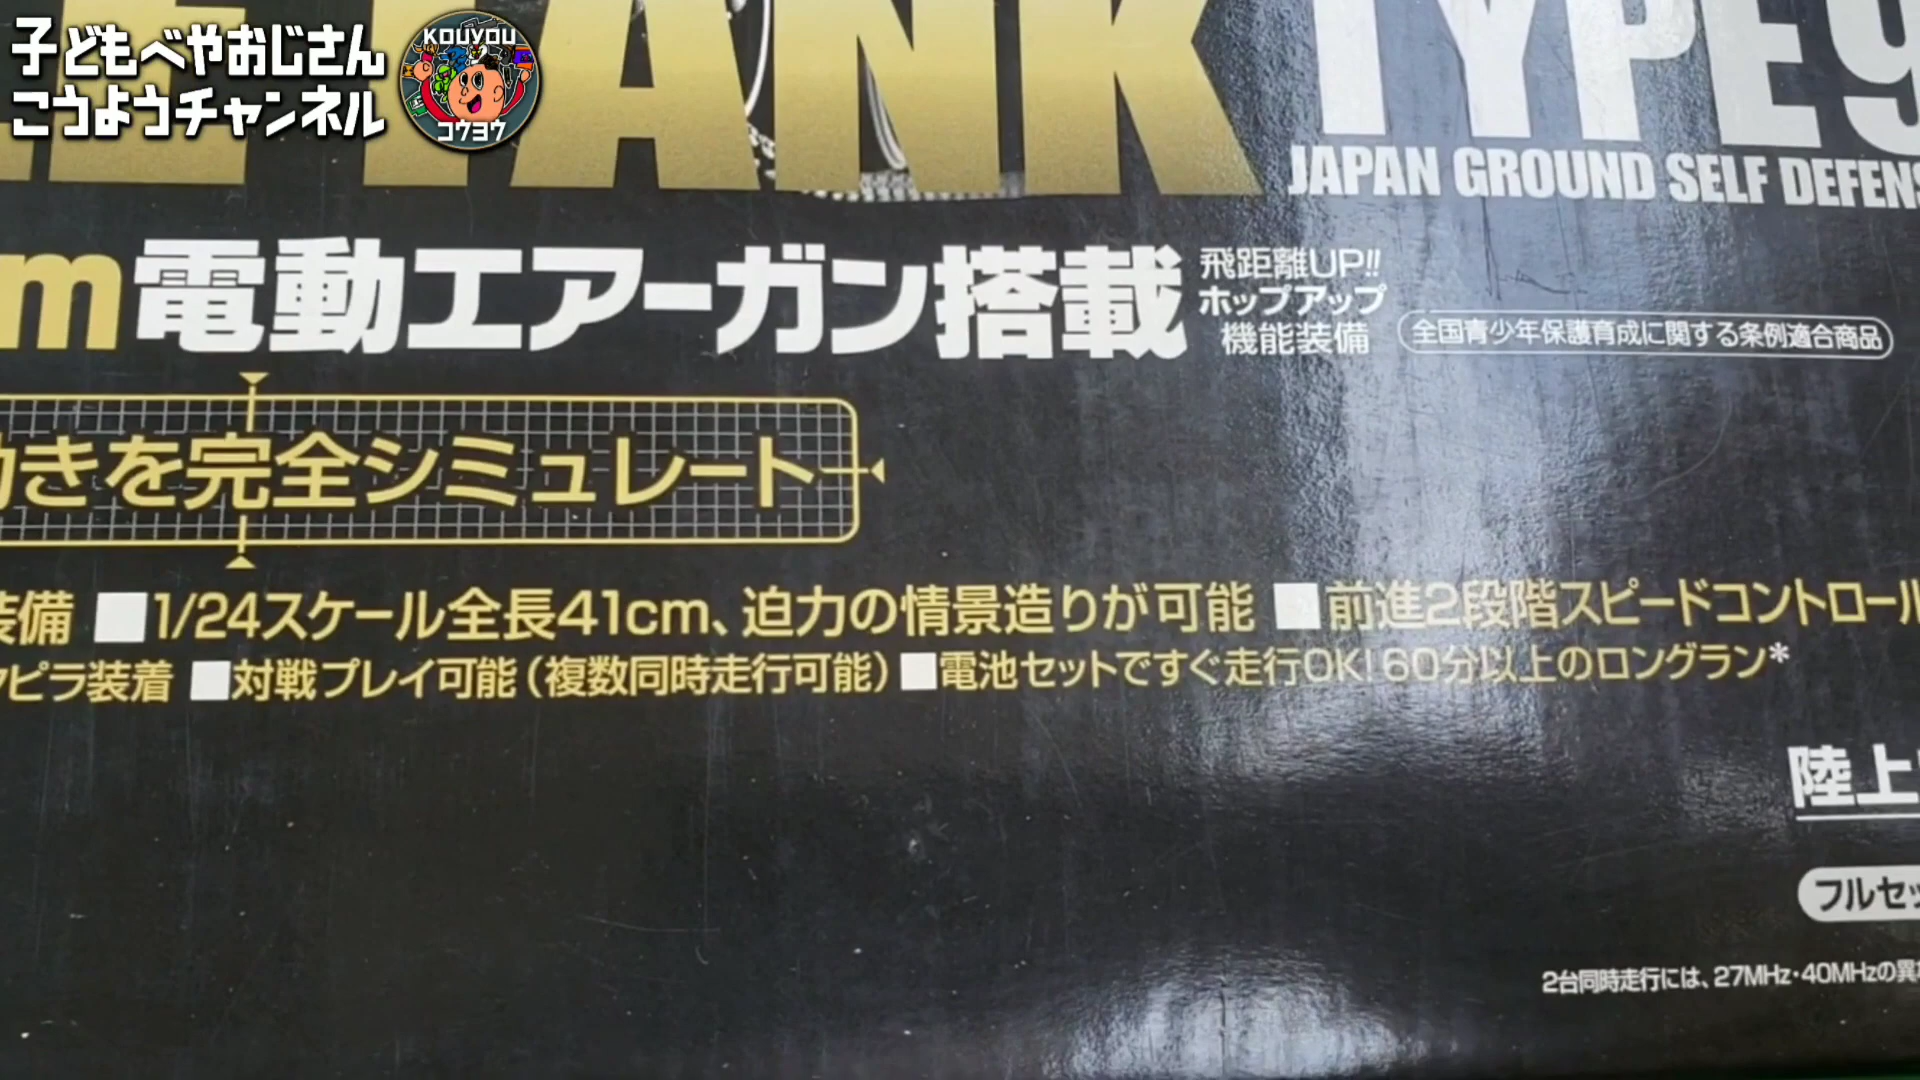 子どもべやおじさん
こうようチャンネル
KOUYOU
コウヨウ
TANK TYPE
JAPAN GROUND SELF DEFENS
m電動エアーガン搭載
飛距離UP!!
ホップアップ
機能装備
全国青少年保護育成に関する条例適合商品
きを完全シミュレート
装備 ■1/24スケール全長41cm、迫力の情景造りが可能 ■前進2段階スピードコントロール
ピラ装着 ■対戦プレイ可能（複数同時走行可能）■電池セットですぐ走行OK!60分以上のロングラン*
陸上
フルセッ
2台同時走行には、27MHz・40MHzの異